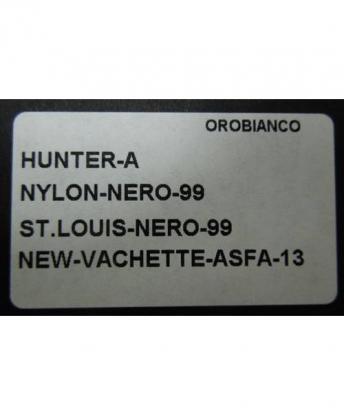 OROBIANCO
HUNTER-A
NYLON-NERO-99
ST.LOUIS-NERO-99
NEW-VACHETTE-ASFA-13